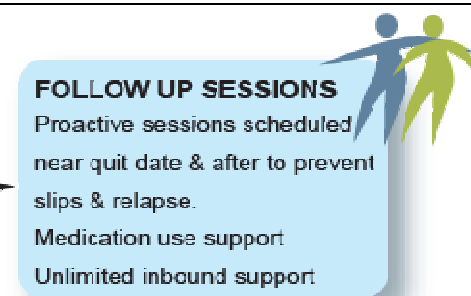 FOLLOW UP SESSIONS
Proactive sessions scheduled
near quit date & after to prevent
slips & relapse.
Medication use support
Unlimited inbound support